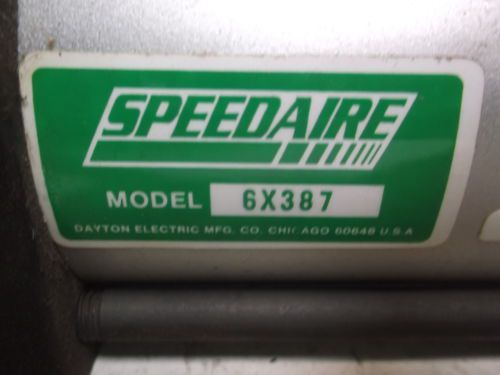 SPEEDAIRE
MODEL 6X387
DAYTON ELECTRIC MFG. CO. CHICAGO 60648 U.S.A